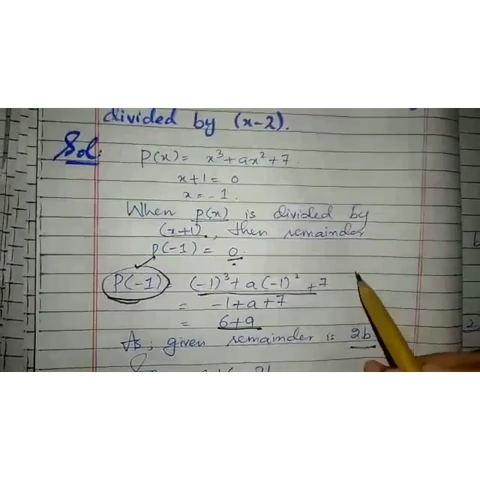 divided by (x-2).
Sol:
P(x) = x³+ax²+7.
x+1 = 0
x = -1.
When p(x) is divided by
(x+1), then remainder
P(-1) = 0.
P(-1) = (-1)³+a(-1)²+7
= -1+a+7
= 6+9
As, given remainder is 2b